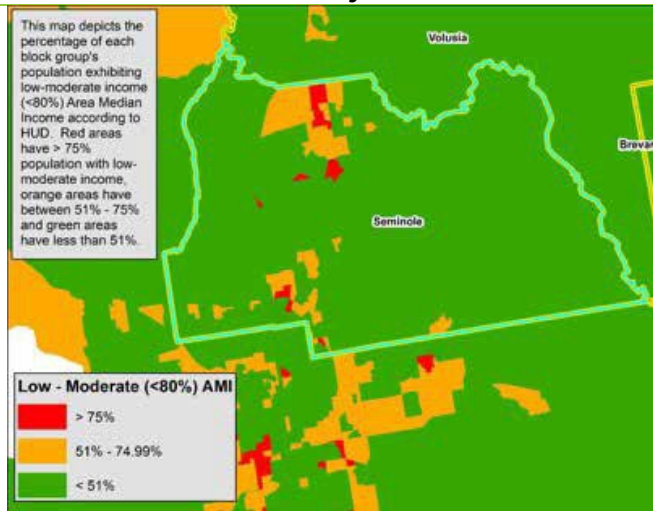 This map depicts the
percentage of each
block group's
population exhibiting
low-moderate income
(<80%) Area Median
Income according to
HUD. Red areas
have > 75%
population with low-
moderate income,
orange areas have
between 51% - 75%
and green areas
have less than 51%.
Volusia
Seminole
Low - Moderate (<80%) AMI
> 75%
51% - 74.99%
< 51%